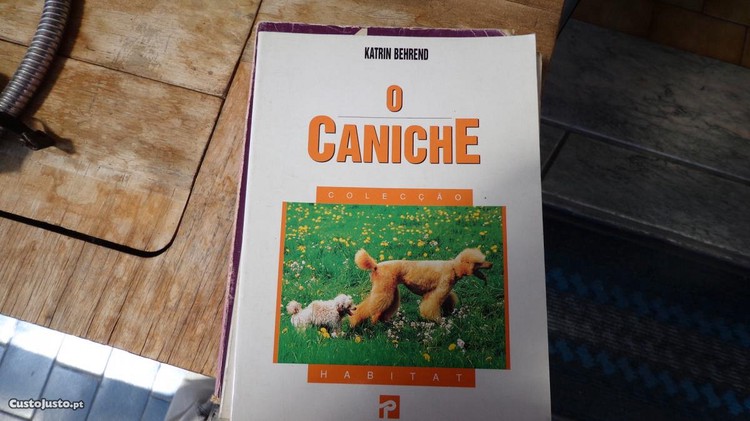 KATRIN BEHREND
O
CANICHE
COLECÇÃO
HABITAT
CustoJusto.pt